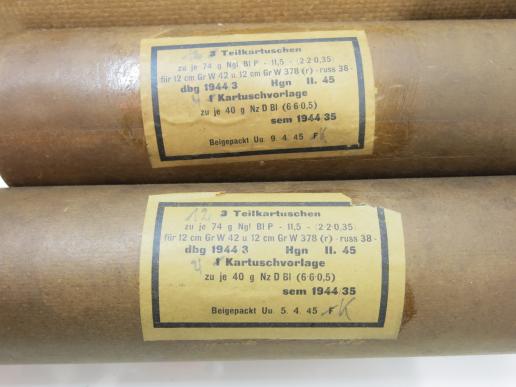 12 3 Teilkartuschen
zu je 74 g Ngl Bl P - 11,5 - (2·2·0,35)
für 12 cm Gr W 42 u 12 cm Gr W 378 (r) - russ 38 -
dbg 1944 3 Hgn II. 45
4 1 Kartuschvorlage
zu je 40 g Nz D Bl (6·6·0,5)
sem 1944/35
Beigepackt Uu. 9. 4. 45 F K
12 3 Teilkartuschen
zu je 74 g Ngl Bl P - 11,5 - (2·2·0,35)
für 12 cm Gr W 42 u 12 cm Gr W 378 (r) - russ 38 -
dbg 1944 3 Hgn II. 45
4 1 Kartuschvorlage
zu je 40 g Nz D Bl (6·6·0,5)
sem 1944/35
Beigepackt Uu. 5. 4. 45 F K